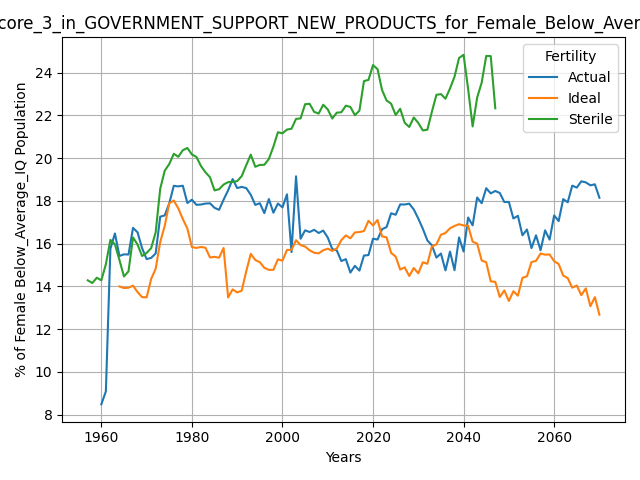 core_3_in_GOVERNMENT_SUPPORT_NEW_PRODUCTS_for_Female_Below_Aver
Fertility
Actual
Ideal
Sterile
24
22
20
18
16
14
12
10
8
% of Female Below_Average_IQ Population
1960
1980
2000
2020
2040
2060
Years